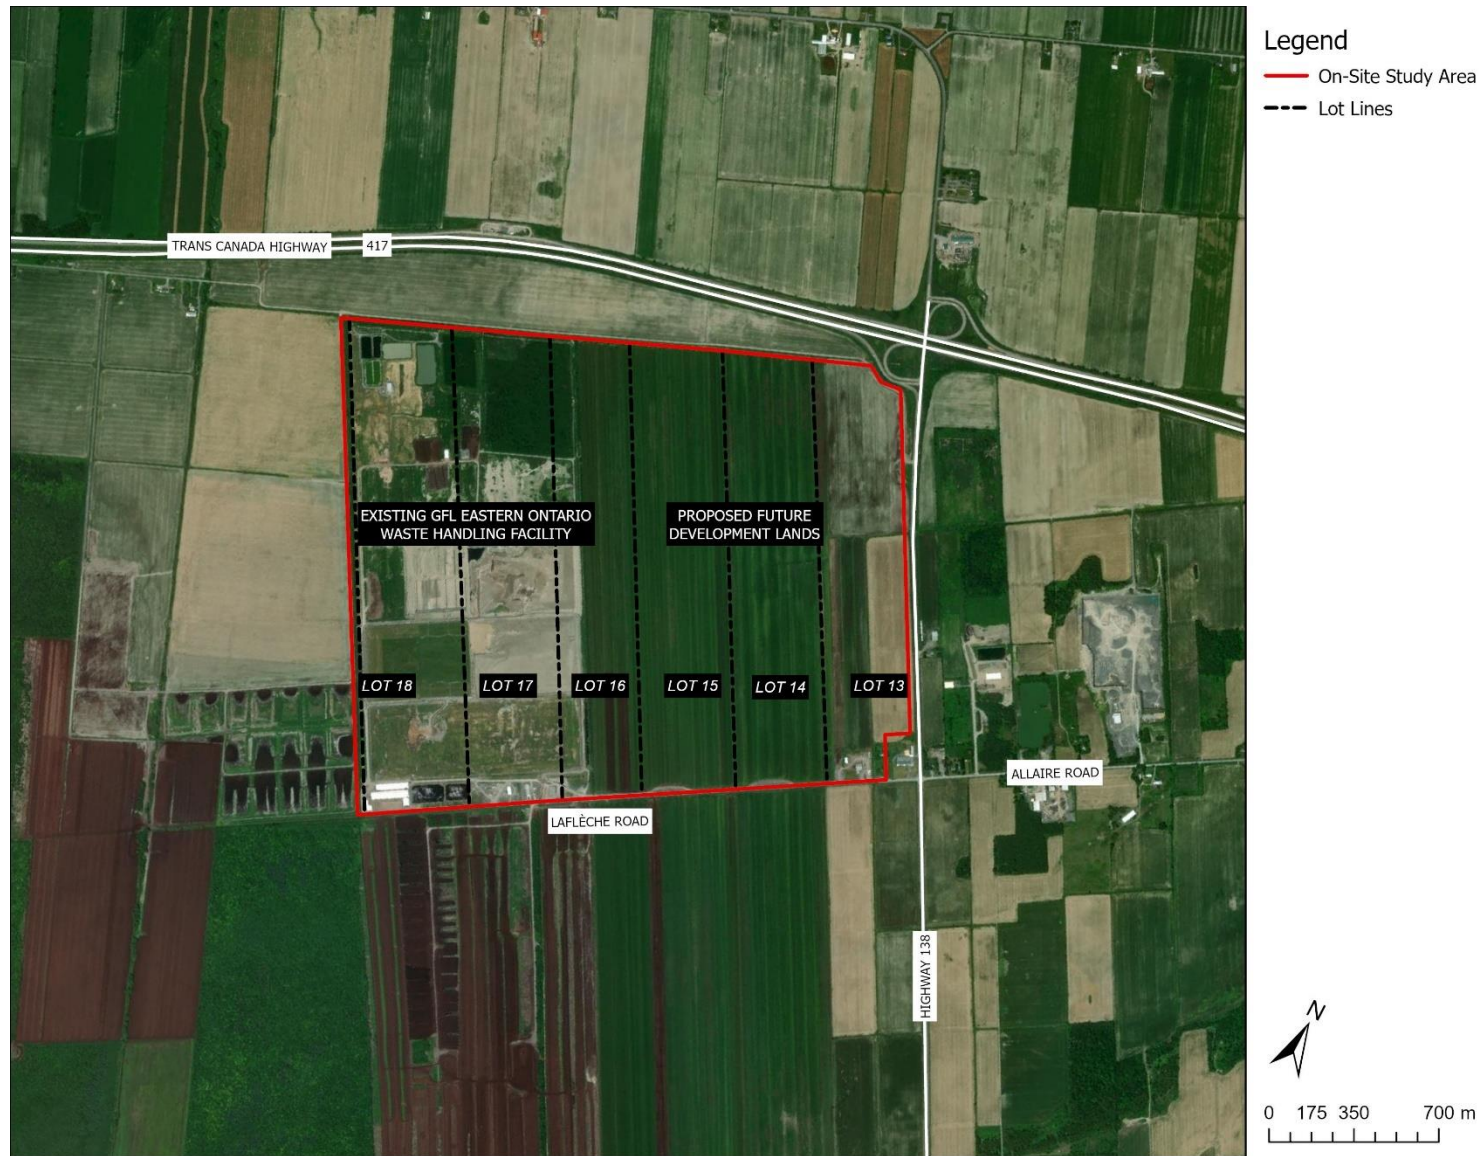 Legend
On-Site Study Area
Lot Lines
TRANS CANADA HIGHWAY
417
EXISTING GFL EASTERN ONTARIO
WASTE HANDLING FACILITY
PROPOSED FUTURE
DEVELOPMENT LANDS
LOT 18
LOT 17
LOT 16
LOT 15
LOT 14
LOT 13
ALLAIRE ROAD
LAFLÈCHE ROAD
HIGHWAY 138
N
0 175 350 700 m